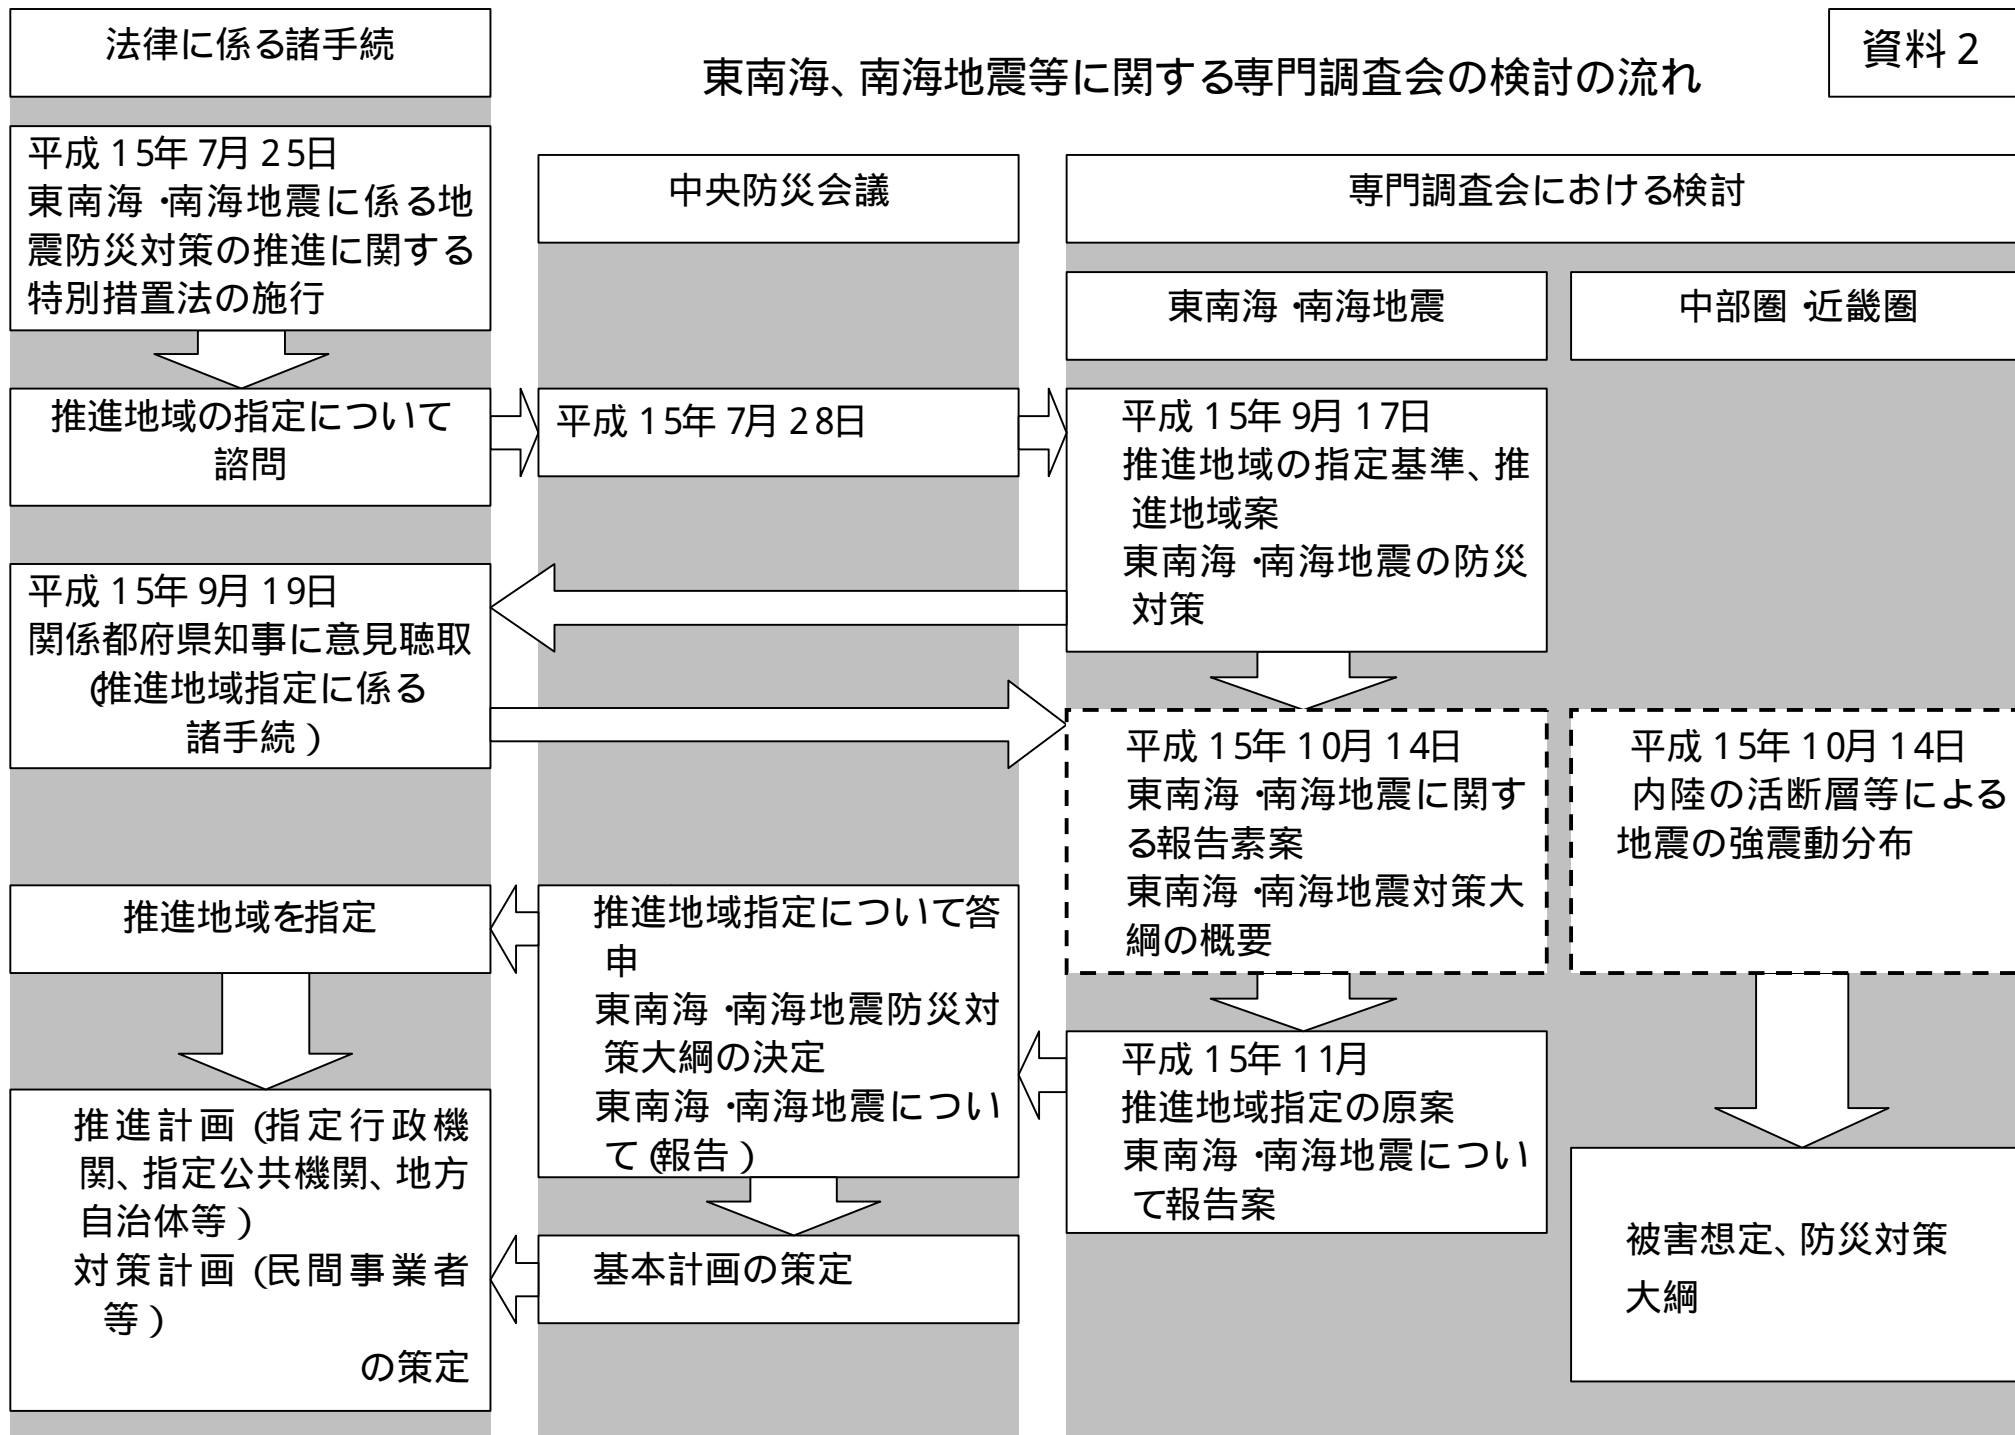 法律に係る諸手続
東南海、南海地震等に関する専門調査会の検討の流れ
資料２
平成１５年７月２５日
東南海・南海地震に係る地
震防災対策の推進に関する
特別措置法の施行
中央防災会議
専門調査会における検討
東南海・南海地震
中部圏・近畿圏
推進地域の指定について
諮問
平成１５年７月２８日
平成１５年９月１７日
推進地域の指定基準、推
進地域案
東南海・南海地震の防災
対策
平成１５年９月１９日
関係都府県知事に意見聴取
（推進地域指定に係る
諸手続）
平成１５年１０月１４日
東南海・南海地震に関す
る報告素案
東南海・南海地震対策大
綱の概要
平成１５年１０月１４日
内陸の活断層等による
地震の強震動分布
推進地域を指定
推進地域指定について答
申
東南海・南海地震防災対
策大綱の決定
東南海・南海地震につい
て（報告）
平成１５年１１月
推進地域指定の原案
東南海・南海地震につい
て報告案
推進計画（指定行政機
関、指定公共機関、地方
自治体等）
対策計画（民間事業者
等）
の策定
基本計画の策定
被害想定、防災対策
大綱